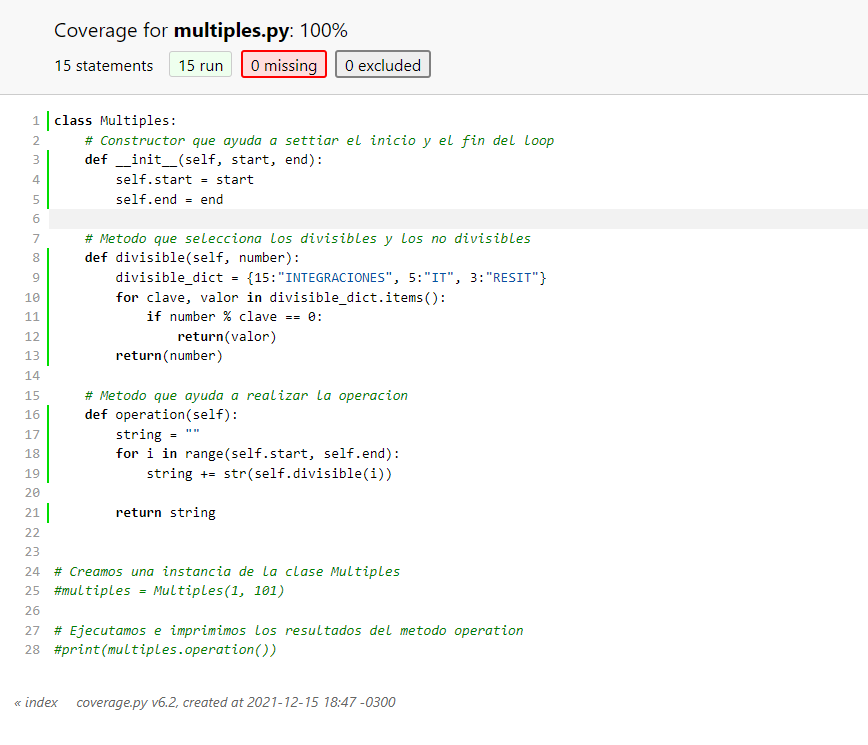 Coverage for multiples.py: 100%
15 statements 15 run 0 missing 0 excluded
1 class Multiples:
2     # Constructor que ayuda a settiar el inicio y el fin del loop
3     def __init__(self, start, end):
4         self.start = start
5         self.end = end
6
7     # Metodo que selecciona los divisibles y los no divisibles
8     def divisible(self, number):
9         divisible_dict = {15:"INTEGRACIONES", 5:"IT", 3:"RESIT"}
10         for clave, valor in divisible_dict.items():
11             if number % clave == 0:
12                 return(valor)
13         return(number)
14
15     # Metodo que ayuda a realizar la operacion
16     def operation(self):
17         string = ""
18         for i in range(self.start, self.end):
19             string += str(self.divisible(i))
20
21         return string
22
23
24 # Creamos una instancia de la clase Multiples
25 #multiples = Multiples(1, 101)
26
27 # Ejecutamos e imprimimos los resultados del metodo operation
28 #print(multiples.operation())
« index coverage.py v6.2, created at 2021-12-15 18:47 -0300